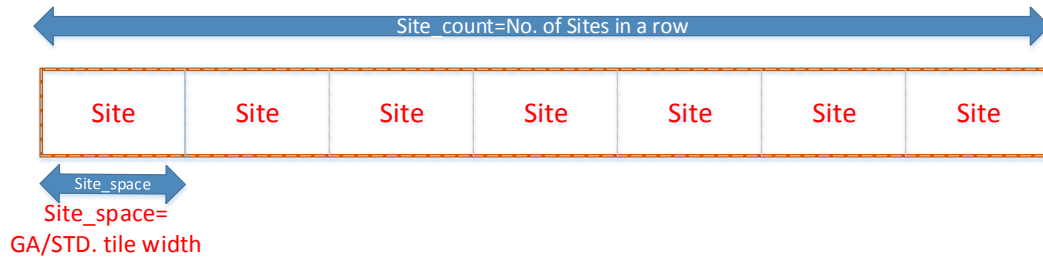 Site_count=No. of Sites in a row
Site Site Site Site Site Site Site
Site_space
Site_space=
GA/STD. tile width